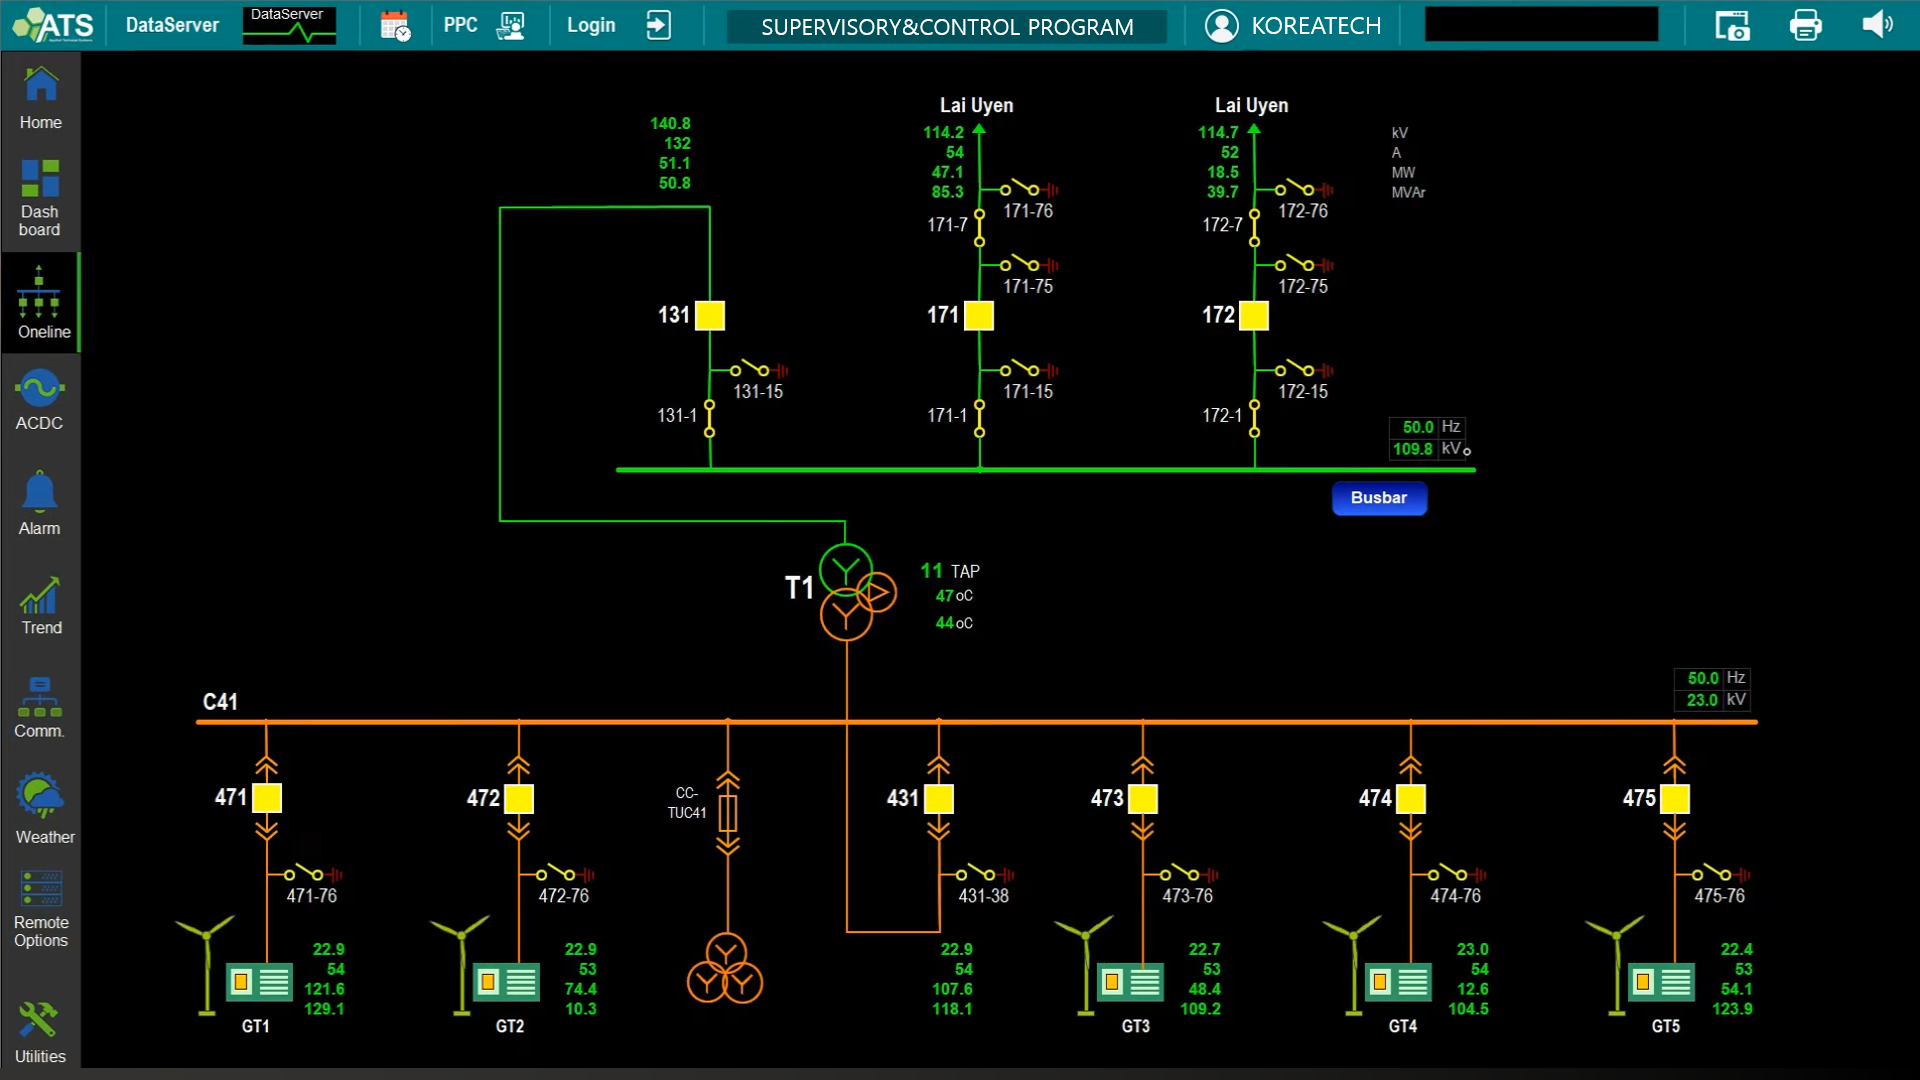 ATS
DataServer
DataServer
PPC
Login
SUPERVISORY&CONTROL PROGRAM
KOREATECH
Home
Dash
board
Oneline
ACDC
Alarm
Trend
Comm.
Weather
Remote
Options
Utilities
140.8
132
51.1
50.8
Lai Uyen
114.2
54
47.1
85.3
Lai Uyen
114.7
52
18.5
39.7
kV
A
MW
MVAr
171-76
172-76
171-7
172-7
171-75
172-75
131
171
172
131-15
171-15
172-15
131-1
171-1
172-1
50.0 Hz
109.8 kV
Busbar
T1
11 TAP
47 oC
44 oC
C41
50.0 Hz
23.0 kV
471
472
CC-
TUC41
431
473
474
475
471-76
472-76
431-38
473-76
474-76
475-76
22.9
54
121.6
129.1
GT1
22.9
53
74.4
10.3
GT2
22.9
54
107.6
118.1
22.7
53
48.4
109.2
GT3
23.0
54
12.6
104.5
GT4
22.4
53
54.1
123.9
GT5